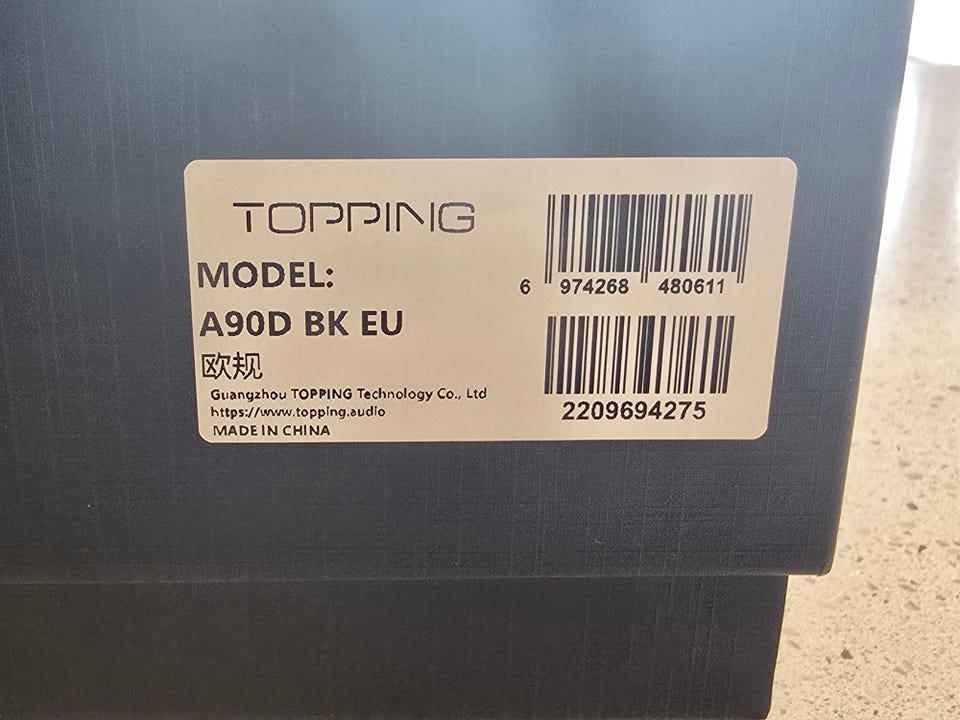 TOPPING
MODEL:
A90D BK EU
欧规
Guangzhou TOPPING Technology Co., Ltd
https://www.topping.audio
MADE IN CHINA
6 974268 480611
2209694275